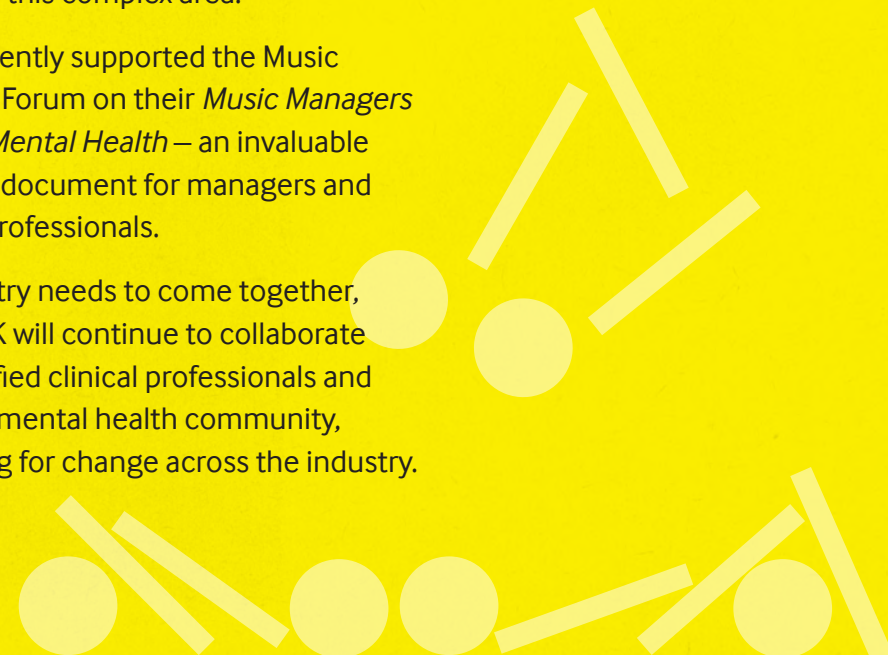 this complex area.
ently supported the Music
Forum on their Music Managers
Mental Health – an invaluable
document for managers and
rofessionals.
try needs to come together,
K will continue to collaborate
fied clinical professionals and
mental health community,
g for change across the industry.